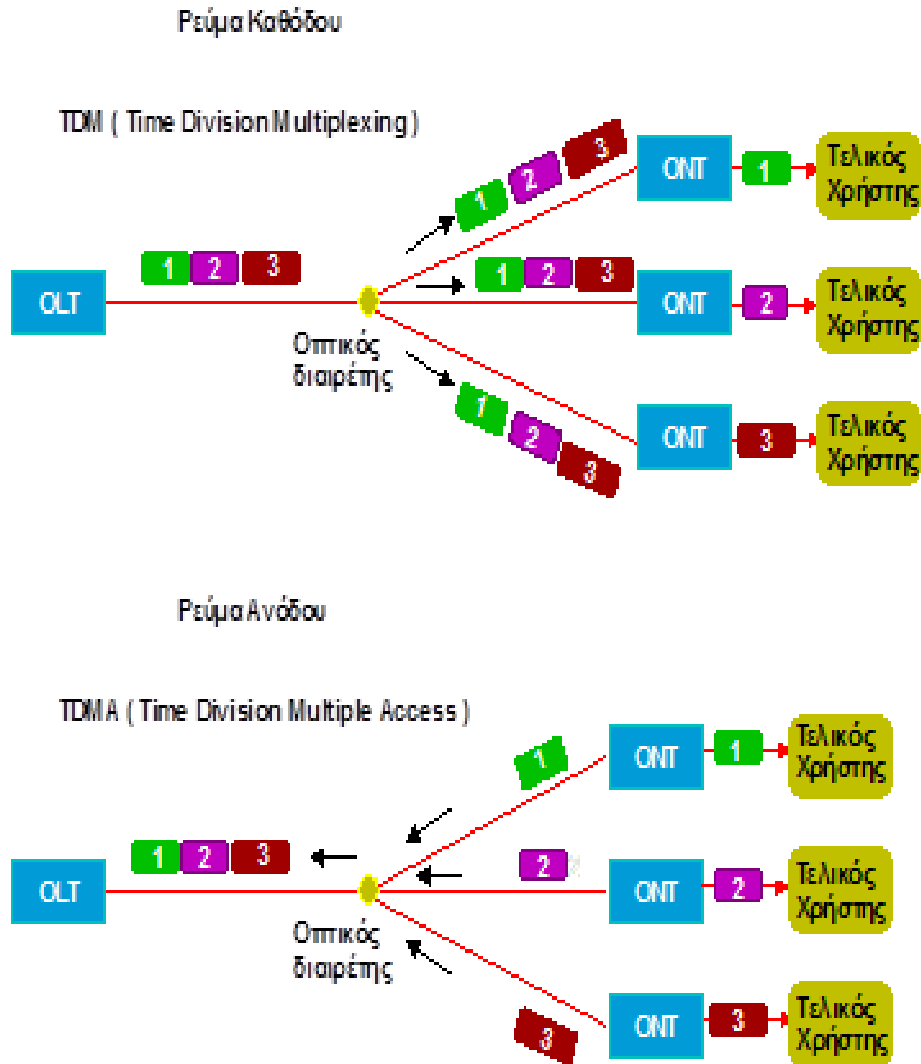 Ρεύμα Καθόδου
TDM ( Time Division Multiplexing )
1 2 3
ONT
1
Τελικός
Χρήστης
1 2 3
OLT
1 2 3
ONT
2
Τελικός
Χρήστης
Οπτικός
διαιρέτης
1 2 3
ONT
3
Τελικός
Χρήστης
Ρεύμα Ανόδου
TDMA ( Time Division Multiple Access )
1
ONT
1
Τελικός
Χρήστης
1 2 3
OLT
2
ONT
2
Τελικός
Χρήστης
Οπτικός
διαιρέτης
3
ONT
3
Τελικός
Χρήστης